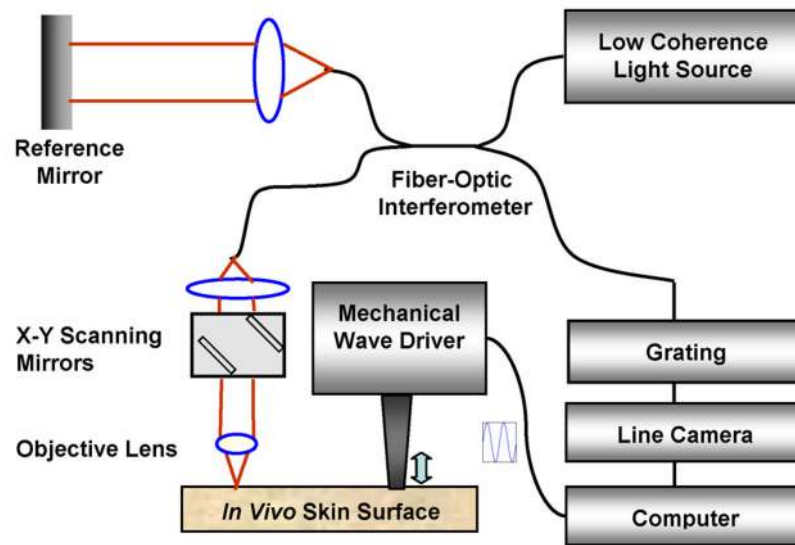 Low Coherence
Light Source
Reference
Mirror
Fiber-Optic
Interferometer
Mechanical
Wave Driver
X-Y Scanning
Mirrors
Grating
Objective Lens
Line Camera
In Vivo Skin Surface
Computer